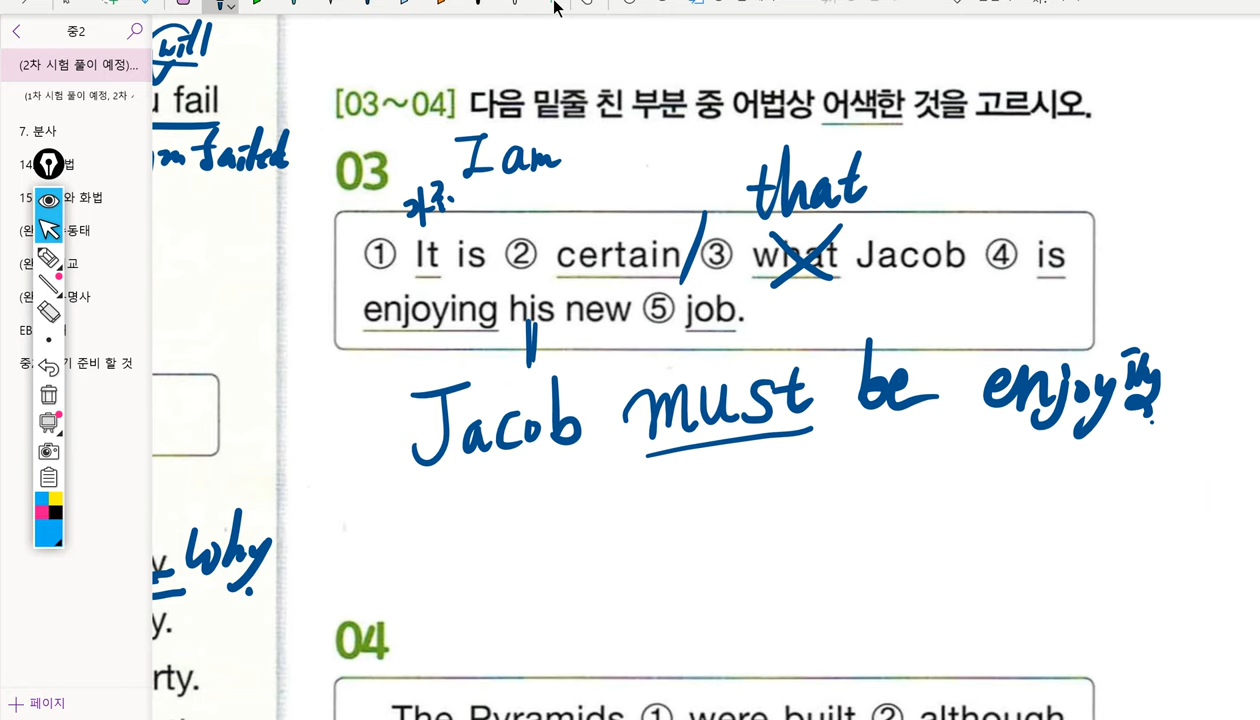 중2
(2차 시험 풀이 예정)...
(1차 시험 풀이 예정, 2차
7. 분사
14
법
15
와 화법
(완
동태
(완
교
(완
명사
EB
중2
기 준비 할 것
페이지
will
u fail
failed
why
y.
rty.
[03~04] 다음 밑줄 친 부분 중 어법상 어색한 것을 고르시오.
03
I am
that
① It is ② certain / ③ what Jacob ④ is
enjoying his new ⑤ job.
Jacob must be enjoying
04
The Pyramids ① were built ② although